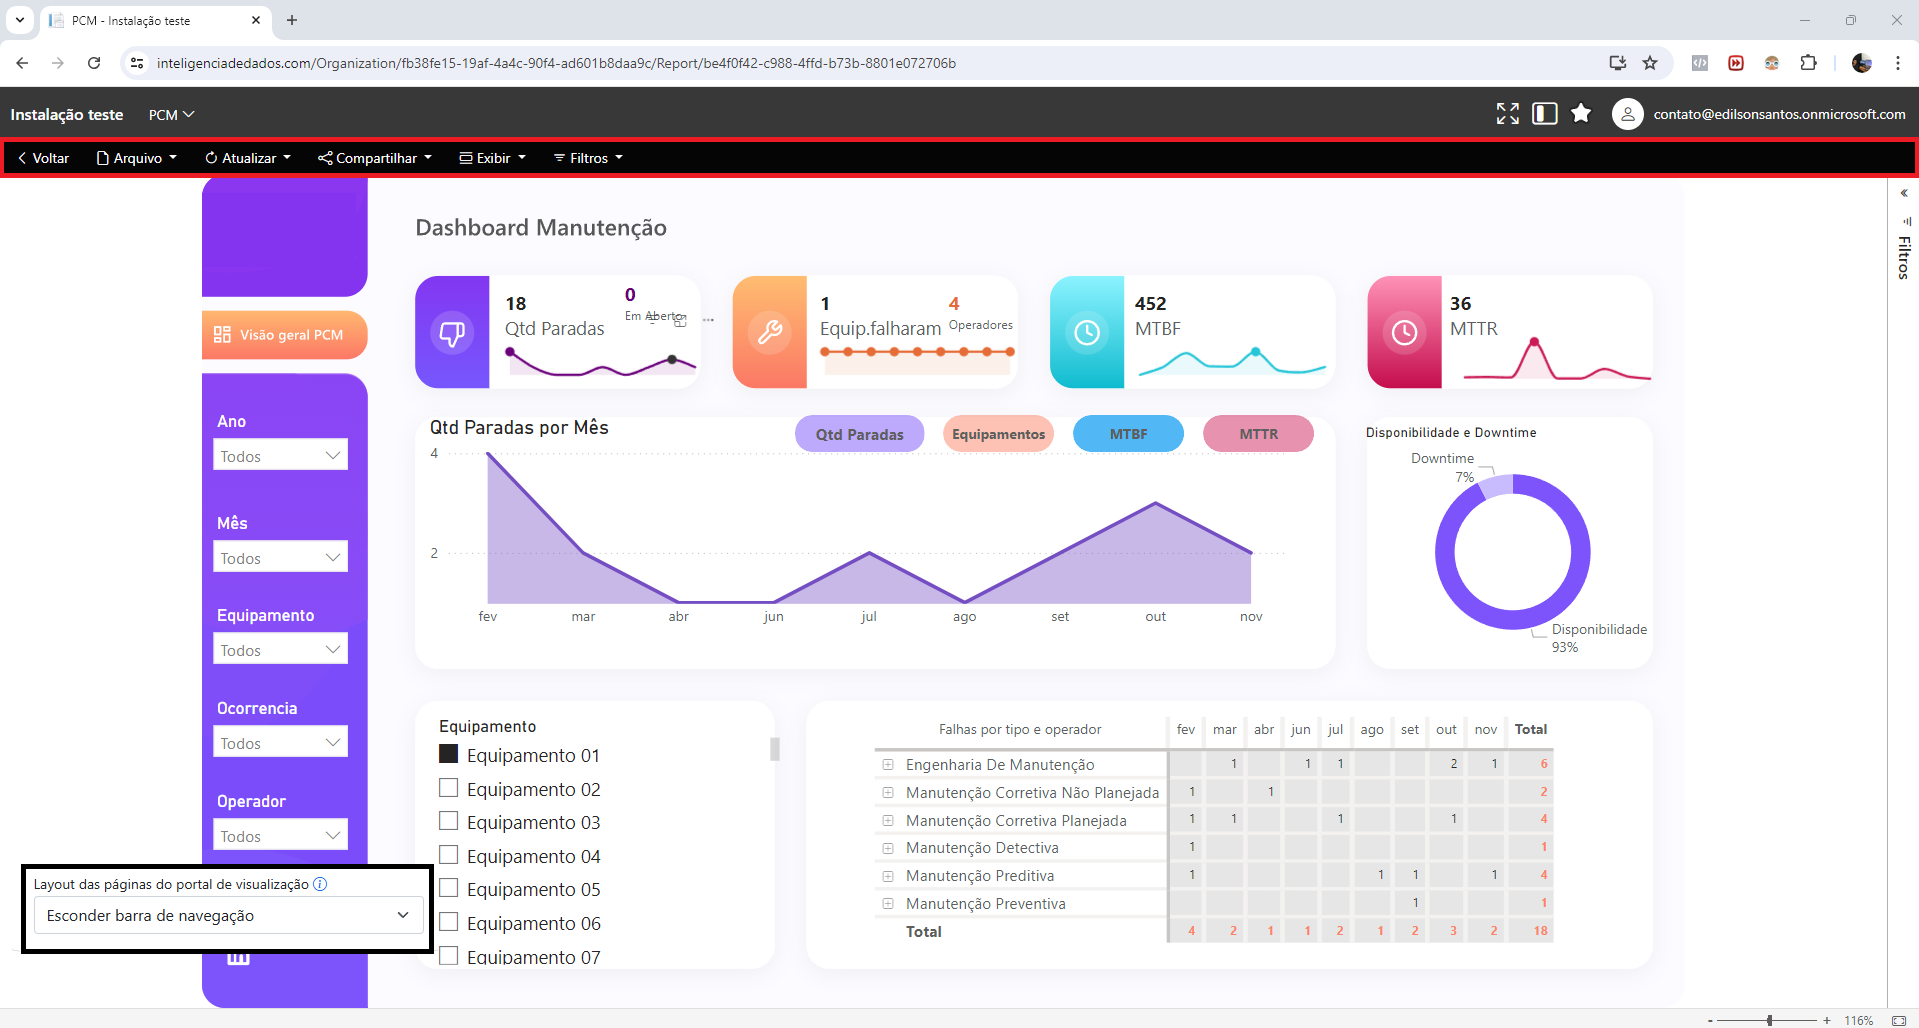 PCM - Instalação teste
inteligenciadedados.com/Organization/fb38fe15-19af-4a4c-90f4-ad601b8daa9c/Report/be4f0f42-c988-4ffd-b73b-8801e072706b
Instalação teste PCM contato@edilsonsantos.onmicrosoft.com
Voltar Arquivo Atualizar Compartilhar Exibir Filtros
Filtros
Dashboard Manutenção
18
Qtd Paradas
0
Em Aberto
1
Equip.falharam
4
Operadores
452
MTBF
36
MTTR
Visão geral PCM
Ano
Todos
Mês
Todos
Equipamento
Todos
Ocorrencia
Todos
Operador
Todos
Layout das páginas do portal de visualização
Esconder barra de navegação
in
Qtd Paradas por Mês
Qtd Paradas Equipamentos MTBF MTTR
4
2
fev mar abr jun jul ago set out nov
Disponibilidade e Downtime
Downtime
7%
Disponibilidade
93%
Equipamento
Equipamento 01
Equipamento 02
Equipamento 03
Equipamento 04
Equipamento 05
Equipamento 06
Equipamento 07
Falhas por tipo e operador fev mar abr jun jul ago set out nov Total
Engenharia De Manutenção 1 1 1 2 1 6
Manutenção Corretiva Não Planejada 1 1 2
Manutenção Corretiva Planejada 1 1 1 1 4
Manutenção Detectiva 1 1
Manutenção Preditiva 1 1 1 1 4
Manutenção Preventiva 1 1
Total 4 2 1 1 2 1 2 3 2 18
- + 116%